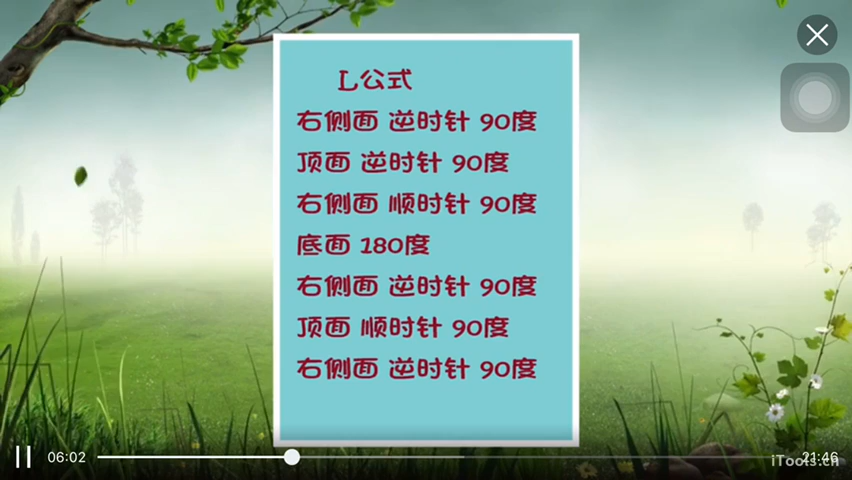 L公式
右侧面 逆时针 90度
顶面 逆时针 90度
右侧面 顺时针 90度
底面 180度
右侧面 逆时针 90度
顶面 顺时针 90度
右侧面 逆时针 90度
06:02
21:46
iTools.cn